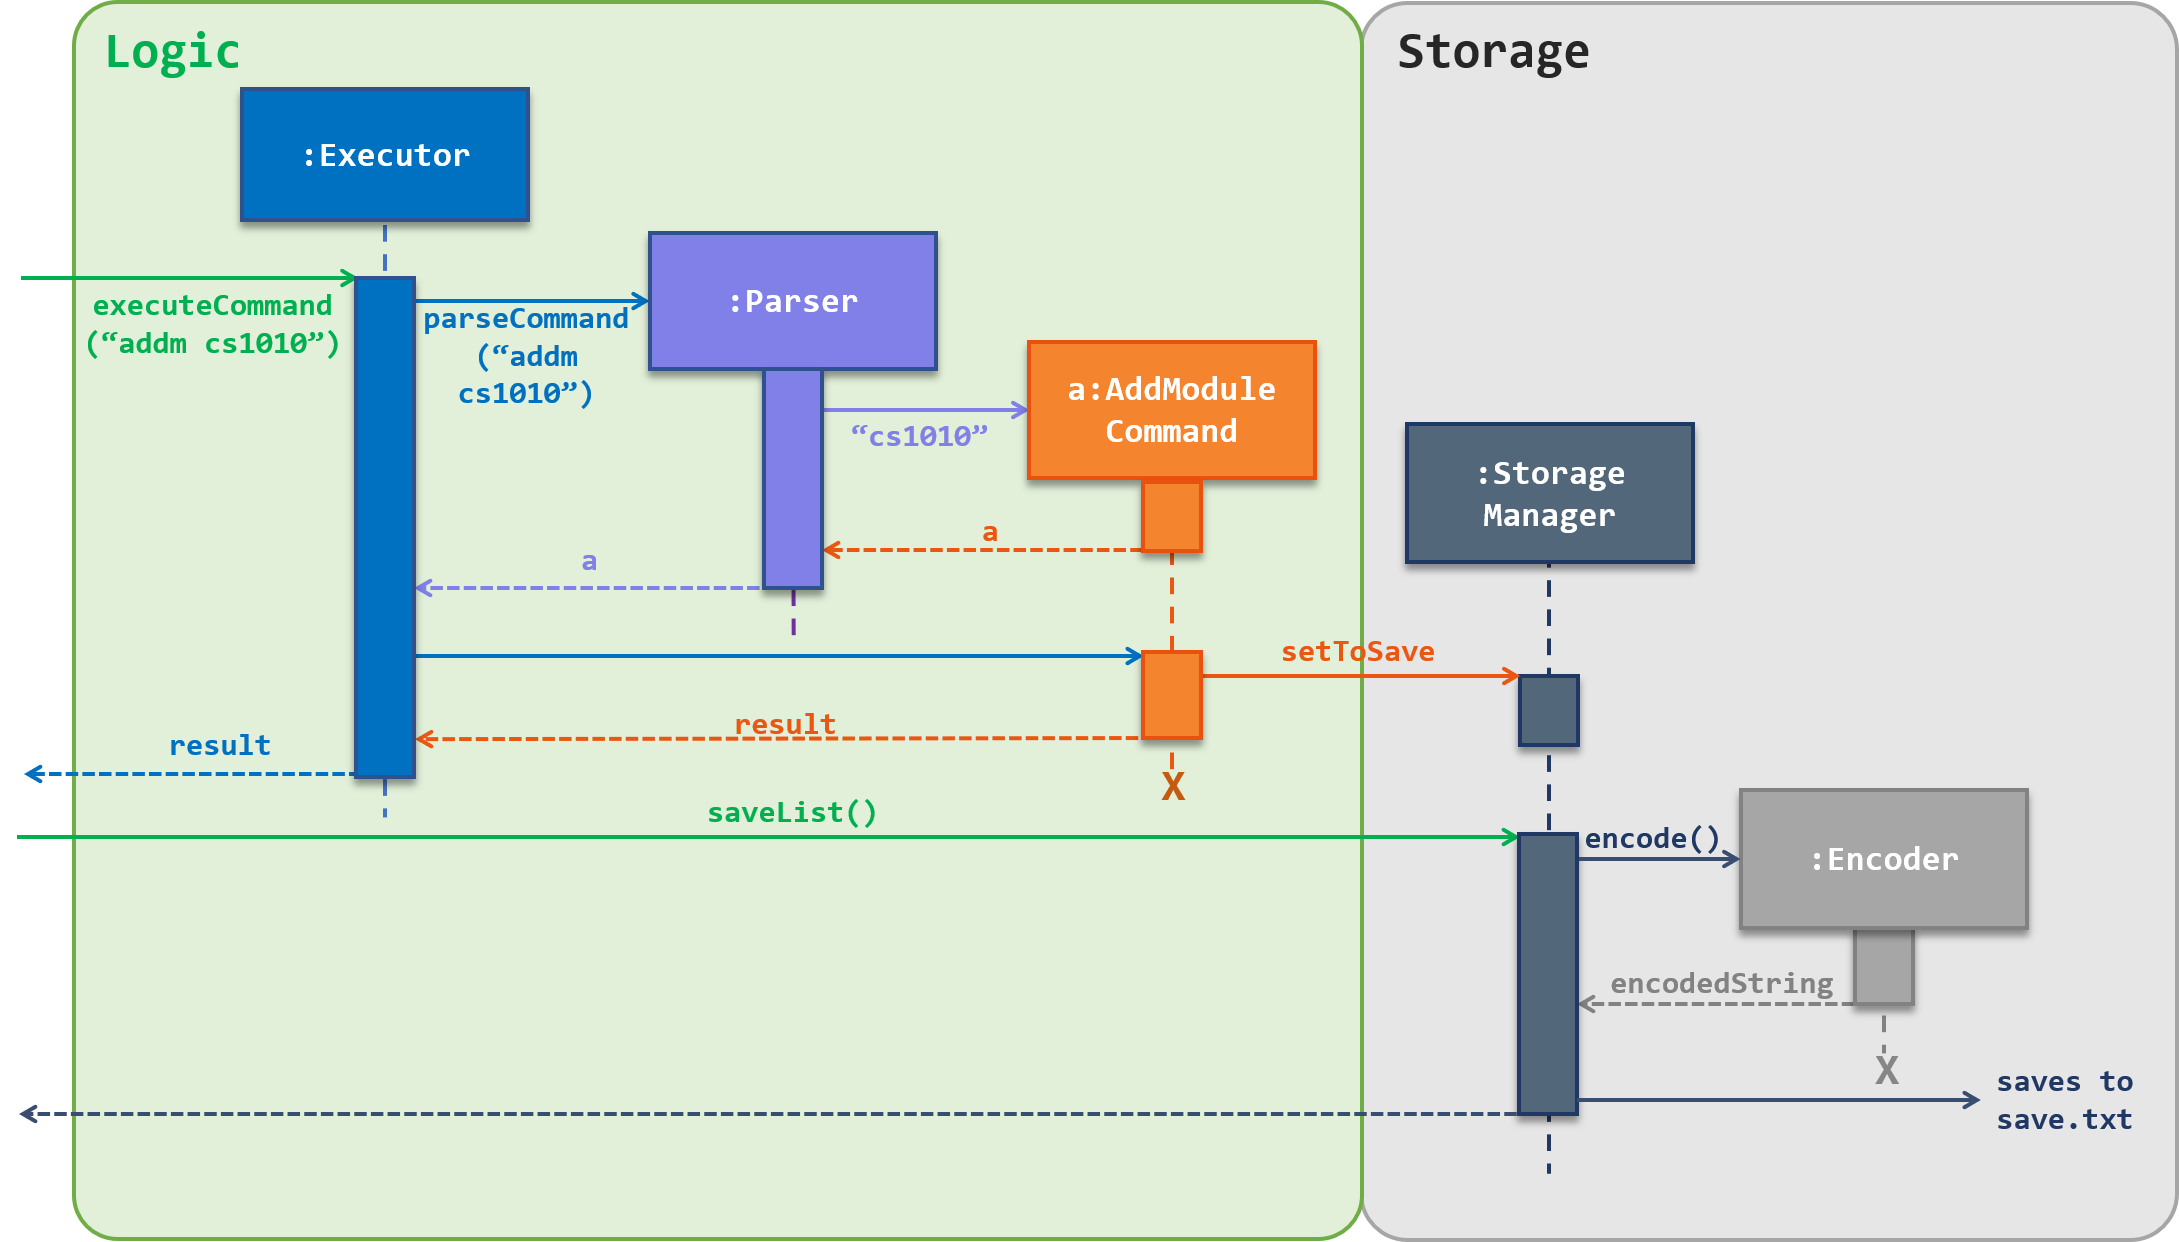 Logic
Storage
:Executor
executeCommand
(“addm cs1010”)
parseCommand
(“addm
cs1010”)
:Parser
“cs1010”
a:AddModule
Command
:Storage
Manager
a
a
setToSave
result
result
X
saveList()
encode()
:Encoder
encodedString
X
saves to
save.txt